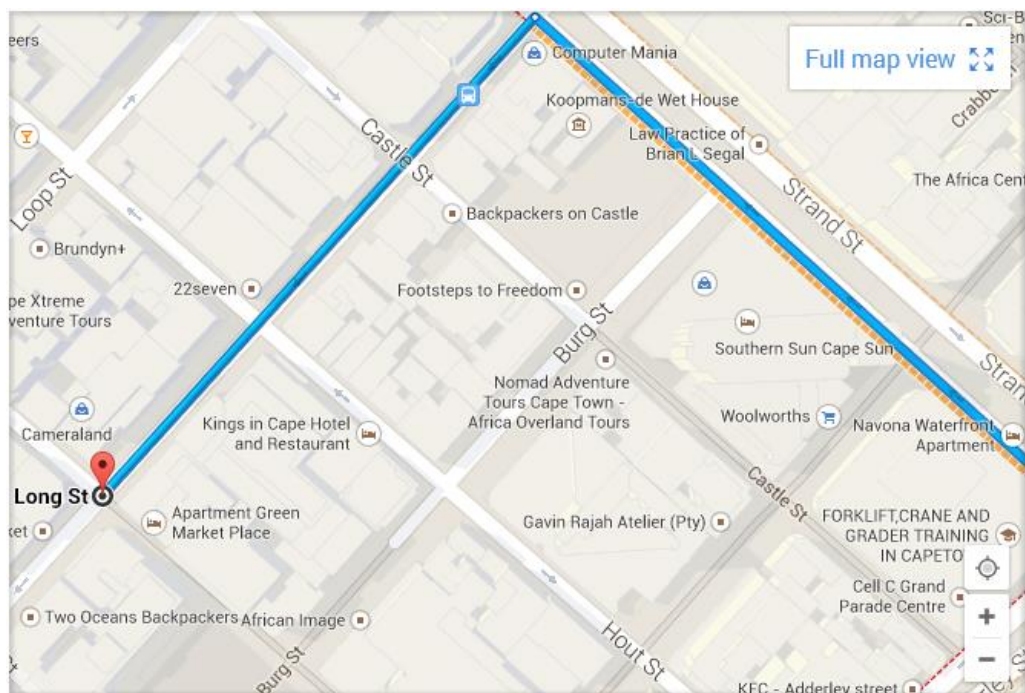 Sci-B
Computer Mania
Full map view
Koopmans-de Wet House
Crabb
Law Practice of
Brian L Segal
Castle St
Loop St
The Africa Cent
Strand St
Backpackers on Castle
Brundyn+
22seven
Footsteps to Freedom
pe Xtreme
venture Tours
Burg St
Southern Sun Cape Sun
Strand
Nomad Adventure
Tours Cape Town -
Africa Overland Tours
Woolworths
Kings in Cape Hotel
and Restaurant
Cameraland
Navona Waterfront
Apartment
Long St
Castle St
Apartment Green
Market Place
Gavin Rajah Atelier (Pty)
ket
FORKLIFT,CRANE AND
GRADER TRAINING
IN CAPETO
Cell C Grand
Parade Centre
Two Oceans Backpackers
African Image
Hout St
Burg St
KFC - Adderley street
ley St